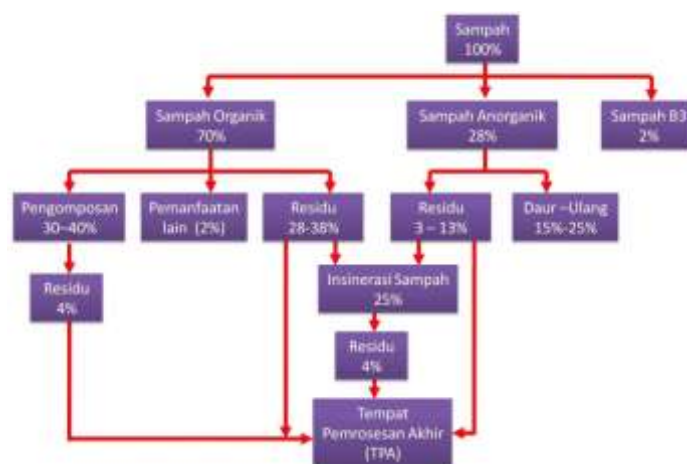 Sampah
100%
Sampah Organik
70%
Sampah Anorganik
28%
Sampah B3
2%
Pengomposan
30–40%
Pemanfaatan
lain (2%)
Residu
28-38%
Residu
3 – 13%
Daur –Ulang
15%-25%
Residu
4%
Insinerasi Sampah
25%
Residu
4%
Tempat
Pemrosesan Akhir
(TPA)